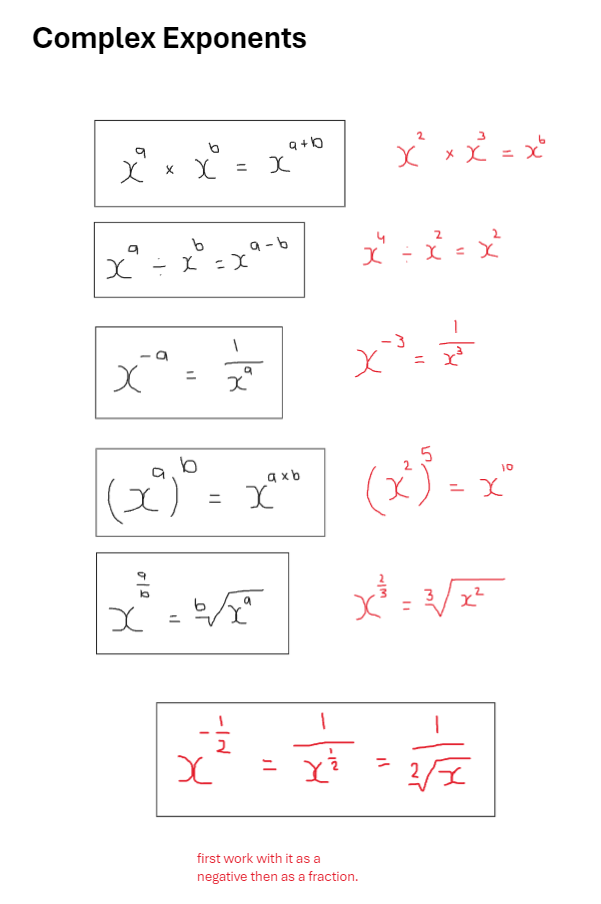 Complex Exponents
x^a × x^b = x^(a+b)    x^2 × x^3 = x^6
x^a ÷ x^b = x^(a-b)    x^4 ÷ x^2 = x^2
x^(-a) = 1/x^a    x^(-3) = 1/x^3
(x^a)^b = x^(a×b)    (x^2)^5 = x^10
x^(a/b) = ᵇ√(x^a)    x^(2/3) = ³√(x^2)
x^(-1/2) = 1/x^(1/2) = 1/²√x
first work with it as a
negative then as a fraction.